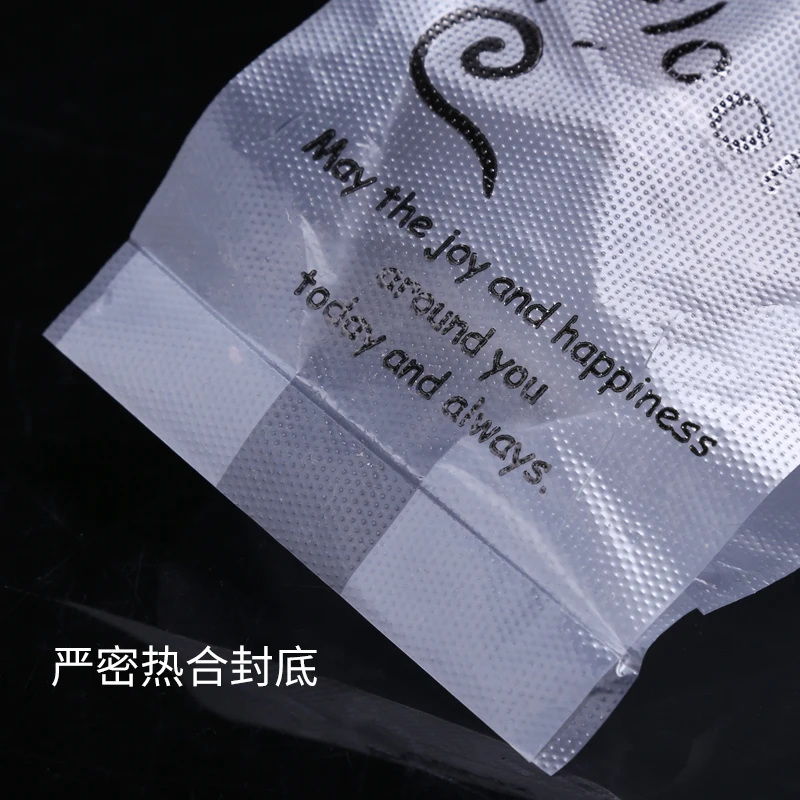 May the joy and happiness
around you
today and always.
严密热合封底